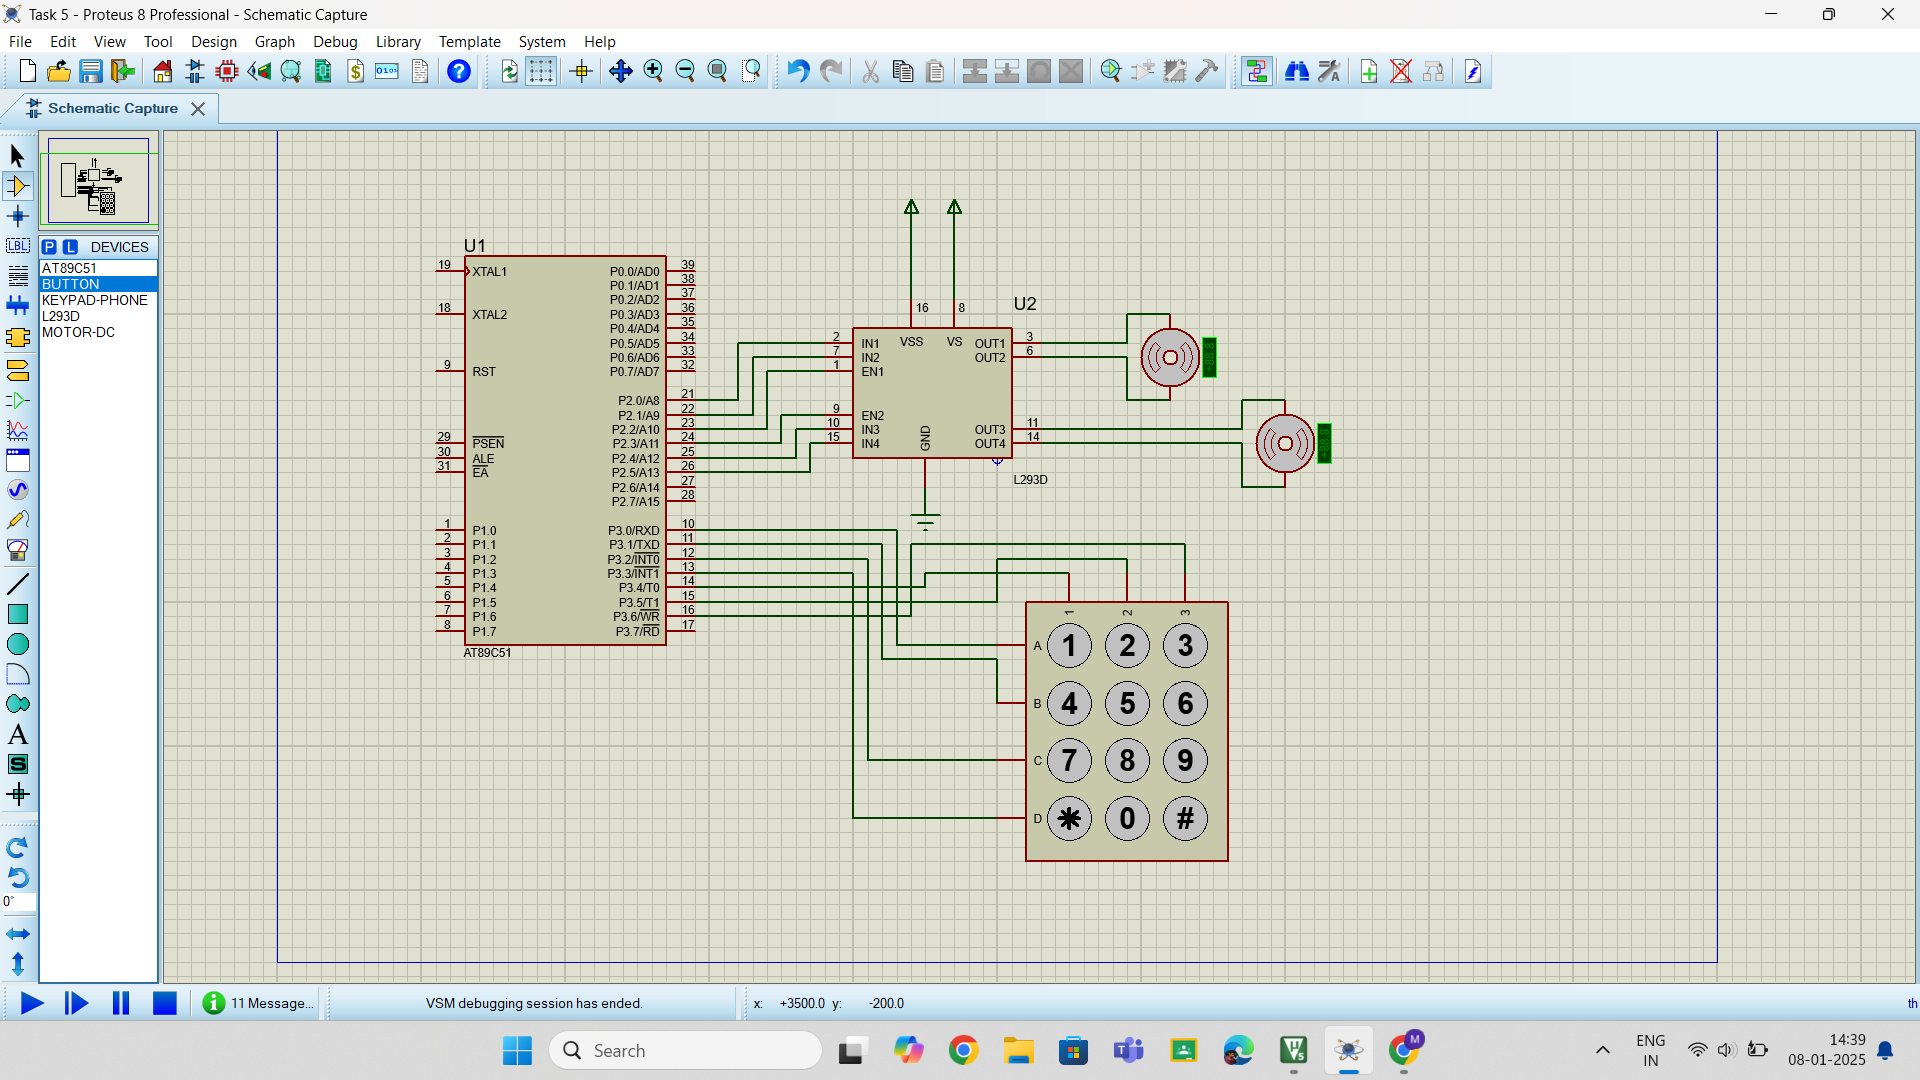 Task 5 - Proteus 8 Professional - Schematic Capture
File Edit View Tool Design Graph Debug Library Template System Help
Schematic Capture
P L DEVICES
AT89C51
BUTTON
KEYPAD-PHONE
L293D
MOTOR-DC
LBL
A
S
0°
U1
19 XTAL1
18 XTAL2
9 RST
29 PSEN
30 ALE
31 EA
1 P1.0
2 P1.1
3 P1.2
4 P1.3
5 P1.4
6 P1.5
7 P1.6
8 P1.7
P0.0/AD0 39
P0.1/AD1 38
P0.2/AD2 37
P0.3/AD3 36
P0.4/AD4 35
P0.5/AD5 34
P0.6/AD6 33
P0.7/AD7 32
P2.0/A8 21
P2.1/A9 22
P2.2/A10 23
P2.3/A11 24
P2.4/A12 25
P2.5/A13 26
P2.6/A14 27
P2.7/A15 28
P3.0/RXD 10
P3.1/TXD 11
P3.2/INT0 12
P3.3/INT1 13
P3.4/T0 14
P3.5/T1 15
P3.6/WR 16
P3.7/RD 17
AT89C51
U2
16 8
VSS VS
2 IN1
7 IN2
1 EN1
9 EN2
10 IN3
15 IN4
GND
OUT1 3
OUT2 6
OUT3 11
OUT4 14
L293D
+88.8
+88.8
1 2 3
A 1 2 3
B 4 5 6
C 7 8 9
D * 0 #
11 Message...
VSM debugging session has ended.
x: +3500.0 y: -200.0
th
Search
ENG
IN
14:39
08-01-2025
M